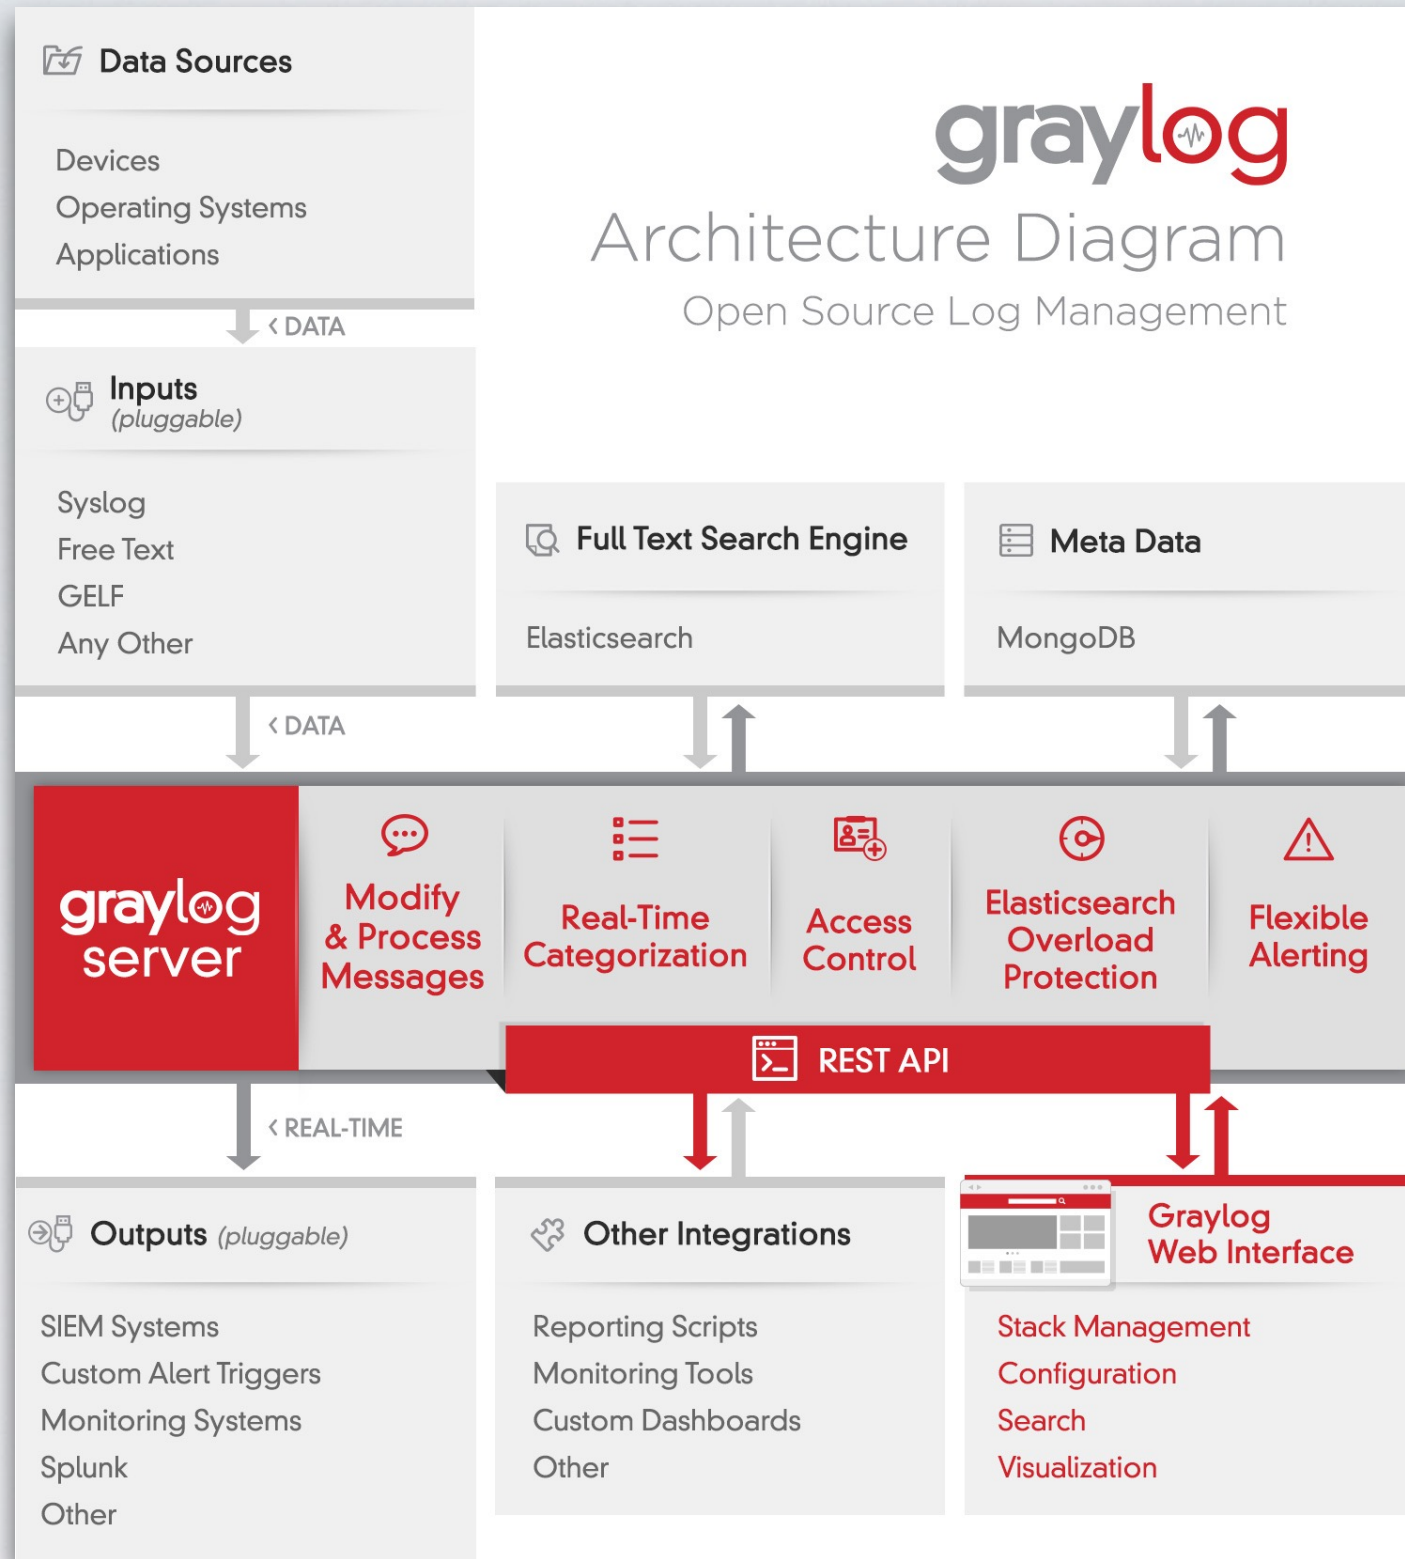 Data Sources
Devices
Operating Systems
Applications
graylog
Architecture Diagram
Open Source Log Management
< DATA
Inputs
(pluggable)
Syslog
Free Text
GELF
Any Other
Full Text Search Engine
Elasticsearch
Meta Data
MongoDB
< DATA
graylog
server
Modify
& Process
Messages
Real-Time
Categorization
Access
Control
Elasticsearch
Overload
Protection
Flexible
Alerting
REST API
< REAL-TIME
Outputs (pluggable)
SIEM Systems
Custom Alert Triggers
Monitoring Systems
Splunk
Other
Other Integrations
Reporting Scripts
Monitoring Tools
Custom Dashboards
Other
Graylog
Web Interface
Stack Management
Configuration
Search
Visualization